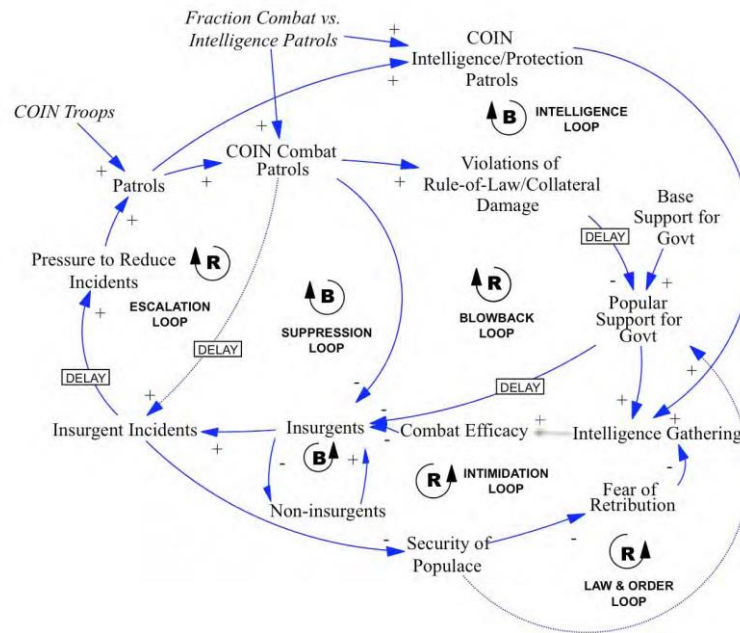 Fraction Combat vs.
Intelligence Patrols
+
+
COIN
Intelligence/Protection
Patrols
COIN Troops
B
INTELLIGENCE
LOOP
+
COIN Combat
Patrols
+
Patrols
+
+
Violations of
Rule-of-Law/Collateral
Damage
+
Base
Support for
Govt
DELAY
Pressure to Reduce
Incidents
+
R
ESCALATION
LOOP
B
SUPPRESSION
LOOP
R
BLOWBACK
LOOP
-
+
Popular
Support for
Govt
DELAY
+
DELAY
+
-
DELAY
-
+
+
Insurgent Incidents
+
Insurgents
-
Combat Efficacy
+
Intelligence Gathering
+
B
-
+
R
INTIMIDATION
LOOP
-
Non-insurgents
Fear of
Retribution
-
Security of
Populace
-
R
LAW & ORDER
LOOP